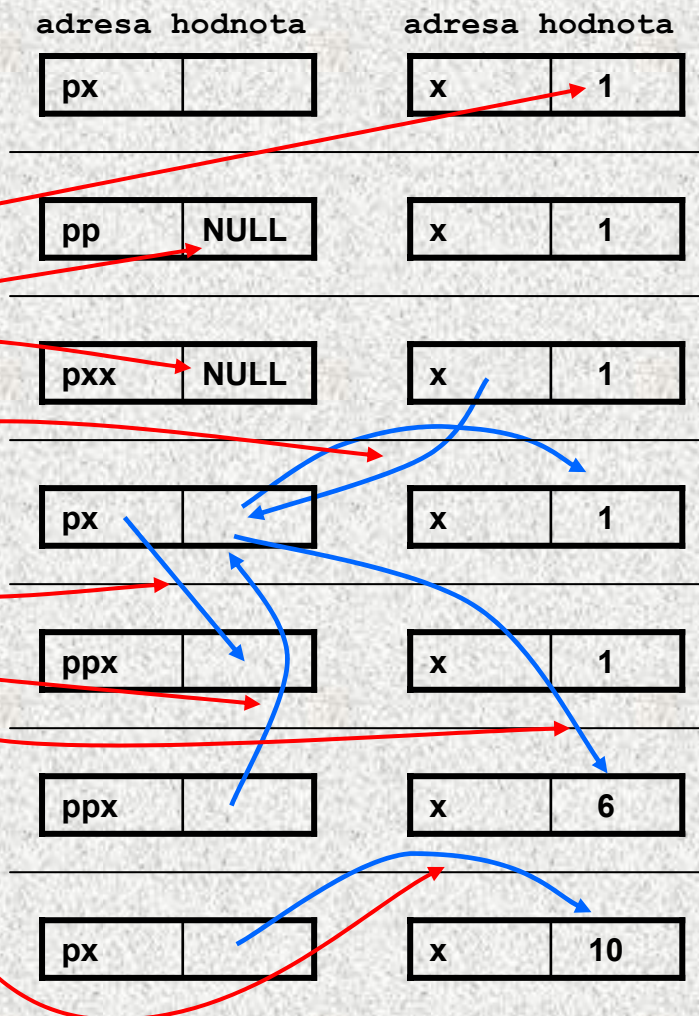 adresa hodnota adresa hodnota
px x 1
pp NULL x 1
pxx NULL x 1
px x 1
ppx x 1
ppx x 6
px x 10